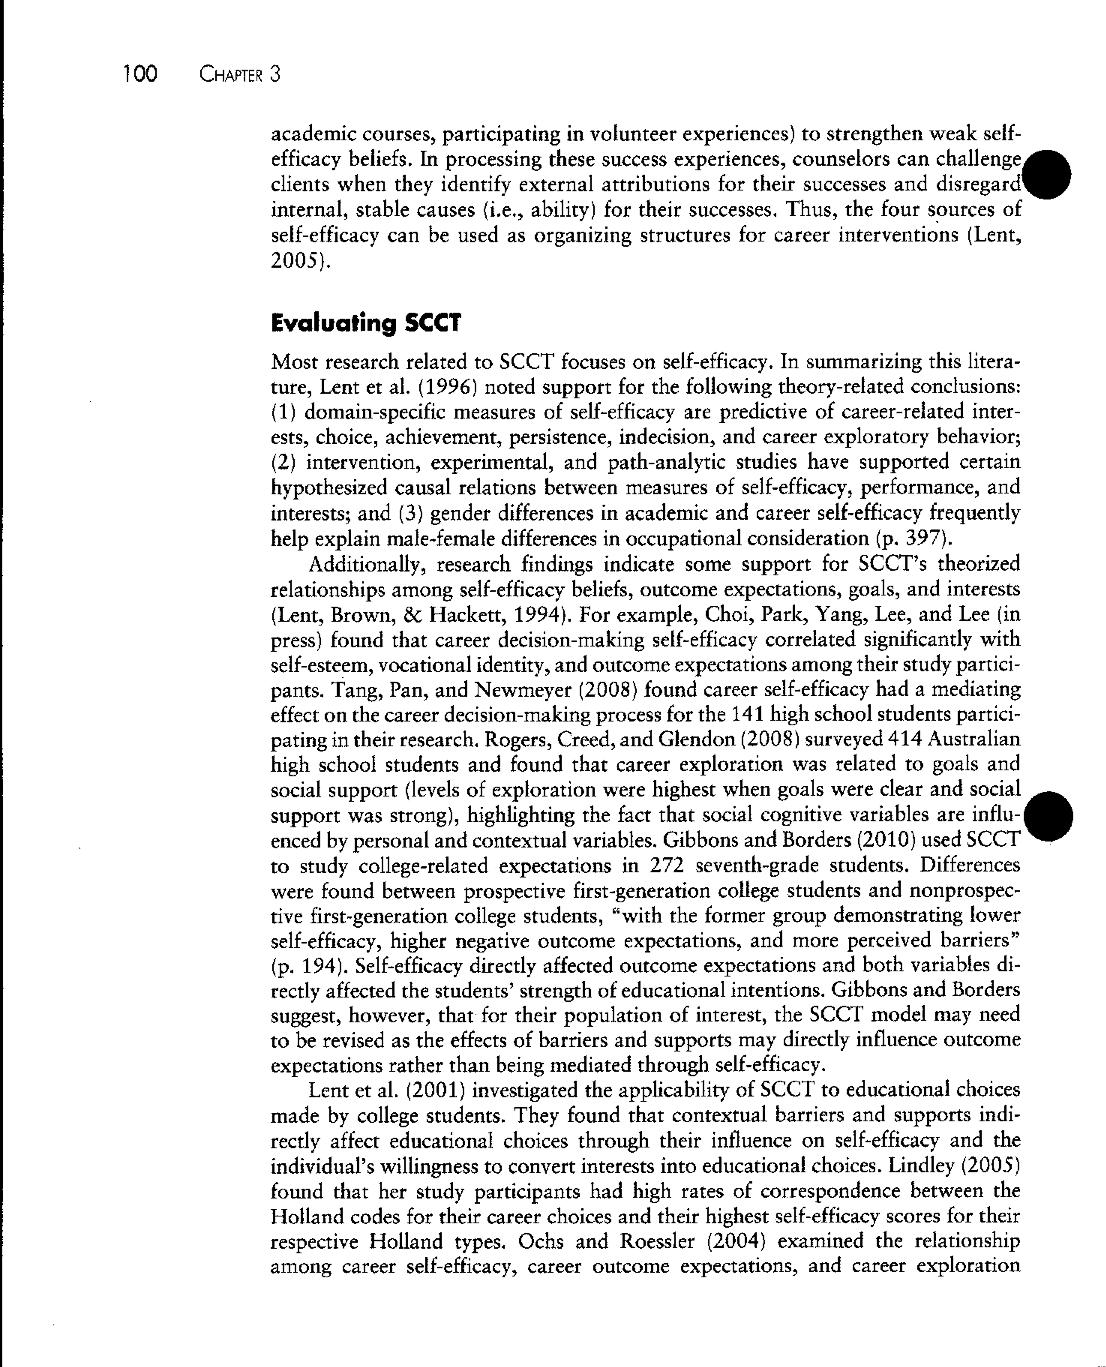 100 CHAPTER 3
academic courses, participating in volunteer experiences) to strengthen weak self-
efficacy beliefs. In processing these success experiences, counselors can challenge
clients when they identify external attributions for their successes and disregard
internal, stable causes (i.e., ability) for their successes. Thus, the four sources of
self-efficacy can be used as organizing structures for career interventions (Lent,
2005).
Evaluating SCCT
Most research related to SCCT focuses on self-efficacy. In summarizing this litera-
ture, Lent et al. (1996) noted support for the following theory-related conclusions:
(1) domain-specific measures of self-efficacy are predictive of career-related inter-
ests, choice, achievement, persistence, indecision, and career exploratory behavior;
(2) intervention, experimental, and path-analytic studies have supported certain
hypothesized causal relations between measures of self-efficacy, performance, and
interests; and (3) gender differences in academic and career self-efficacy frequently
help explain male-female differences in occupational consideration (p. 397).
Additionally, research findings indicate some support for SCCT's theorized
relationships among self-efficacy beliefs, outcome expectations, goals, and interests
(Lent, Brown, & Hackett, 1994). For example, Choi, Park, Yang, Lee, and Lee (in
press) found that career decision-making self-efficacy correlated significantly with
self-esteem, vocational identity, and outcome expectations among their study partici-
pants. Tang, Pan, and Newmeyer (2008) found career self-efficacy had a mediating
effect on the career decision-making process for the 141 high school students partici-
pating in their research. Rogers, Creed, and Glendon (2008) surveyed 414 Australian
high school students and found that career exploration was related to goals and
social support (levels of exploration were highest when goals were clear and social
support was strong), highlighting the fact that social cognitive variables are influ-
enced by personal and contextual variables. Gibbons and Borders (2010) used SCCT
to study college-related expectations in 272 seventh-grade students. Differences
were found between prospective first-generation college students and nonprospec-
tive first-generation college students, "with the former group demonstrating lower
self-efficacy, higher negative outcome expectations, and more perceived barriers"
(p. 194). Self-efficacy directly affected outcome expectations and both variables di-
rectly affected the students' strength of educational intentions. Gibbons and Borders
suggest, however, that for their population of interest, the SCCT model may need
to be revised as the effects of barriers and supports may directly influence outcome
expectations rather than being mediated through self-efficacy.
Lent et al. (2001) investigated the applicability of SCCT to educational choices
made by college students. They found that contextual barriers and supports indi-
rectly affect educational choices through their influence on self-efficacy and the
individual's willingness to convert interests into educational choices. Lindley (2005)
found that her study participants had high rates of correspondence between the
Holland codes for their career choices and their highest self-efficacy scores for their
respective Holland types. Ochs and Roessler (2004) examined the relationship
among career self-efficacy, career outcome expectations, and career exploration